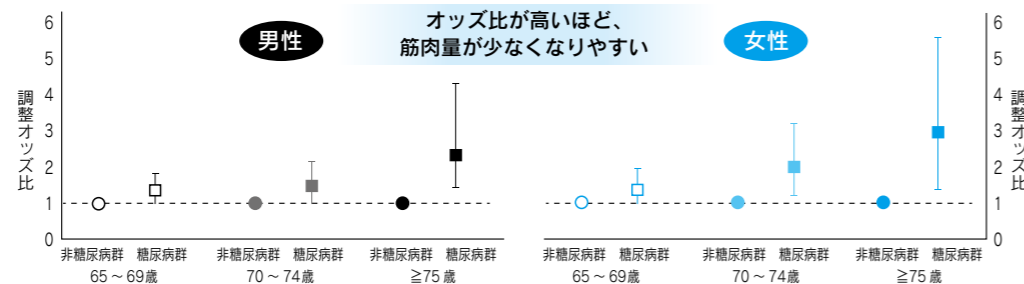 オッズ比が高いほど、
筋肉量が少なくなりやすい
男性
調整オッズ比
6
5
4
3
2
1
0
非糖尿病群 糖尿病群 非糖尿病群 糖尿病群 非糖尿病群 糖尿病群
65～69歳 70～74歳 ≧75歳
女性
調整オッズ比
6
5
4
3
2
1
0
非糖尿病群 糖尿病群 非糖尿病群 糖尿病群 非糖尿病群 糖尿病群
65～69歳 70～74歳 ≧75歳